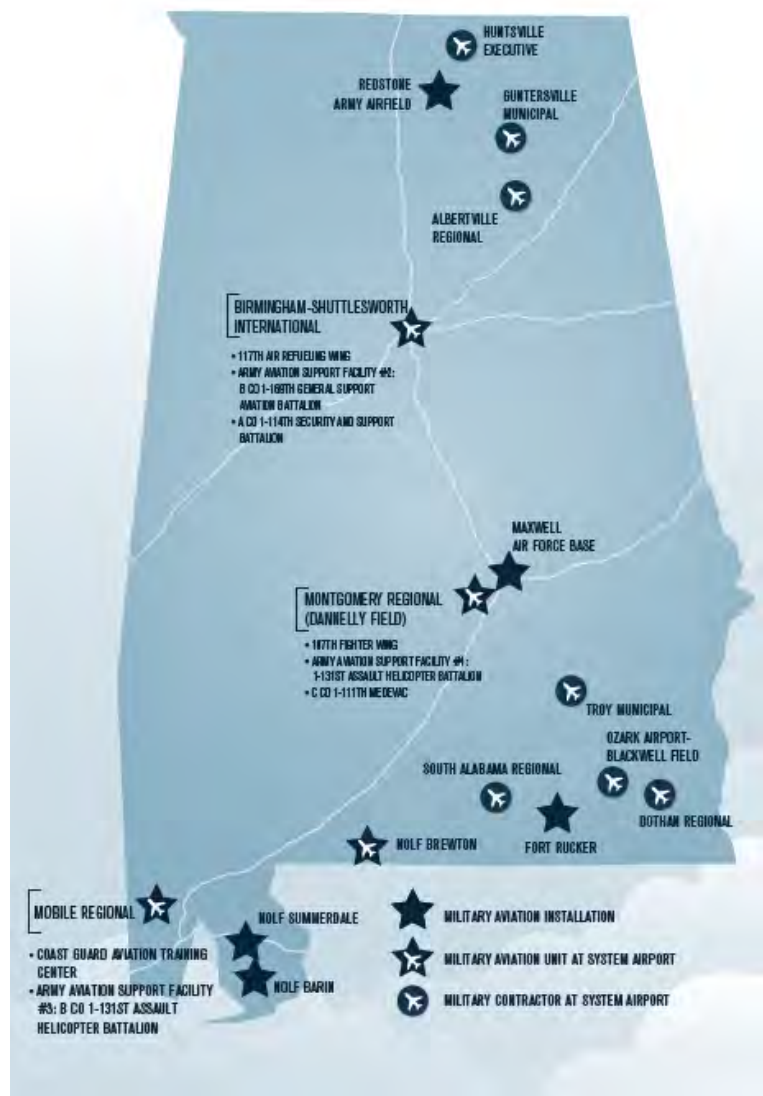 HUNTSVILLE
EXECUTIVE
REDSTONE
ARMY AIRFIELD
GUNTERSVILLE
MUNICIPAL
ALBERTVILLE
REGIONAL
BIRMINGHAM-SHUTTLESWORTH
INTERNATIONAL
• 117TH AIR REFUELING WING
• ARMY AVIATION SUPPORT FACILITY #2:
B CO 1-169TH GENERAL SUPPORT
AVIATION BATTALION
• A CO 1-114TH SECURITY AND SUPPORT
BATTALION
MAXWELL
AIR FORCE BASE
MONTGOMERY REGIONAL
(DANNELLY FIELD)
• 187TH FIGHTER WING
• ARMY AVIATION SUPPORT FACILITY #1:
1-131ST ASSAULT HELICOPTER BATTALION
• C CO 1-111TH MEDEVAC
TROY MUNICIPAL
OZARK AIRPORT-
BLACKWELL FIELD
SOUTH ALABAMA REGIONAL
DOTHAN REGIONAL
FORT RUCKER
NOLF BREWTON
MOBILE REGIONAL
• COAST GUARD AVIATION TRAINING
CENTER
• ARMY AVIATION SUPPORT FACILITY
#3: B CO 1-131ST ASSAULT
HELICOPTER BATTALION
NOLF SUMMERDALE
NOLF BARIN
MILITARY AVIATION INSTALLATION
MILITARY AVIATION UNIT AT SYSTEM AIRPORT
MILITARY CONTRACTOR AT SYSTEM AIRPORT